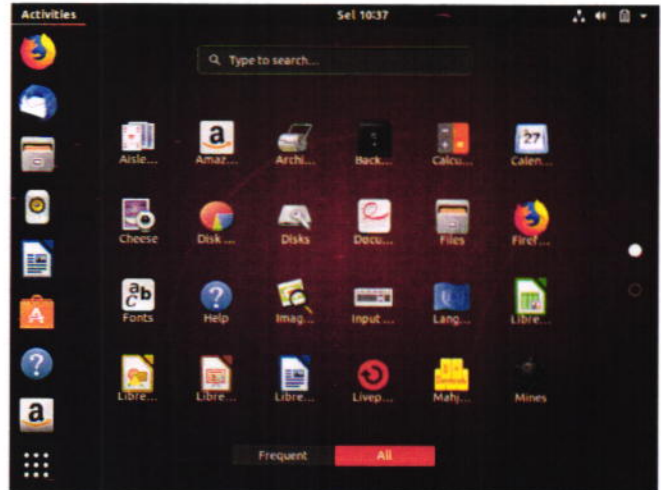 Activities
Sel 10:37
Type to search...
Aisle...
Amaz...
Archi...
Back...
Calcu...
Calen...
Cheese
Disk ...
Disks
Docu...
Files
Firef...
Fonts
Help
Imag...
Input ...
Lang...
Libre...
Libre...
Libre...
Libre...
Livep...
Mahj...
Mines
Frequent
All